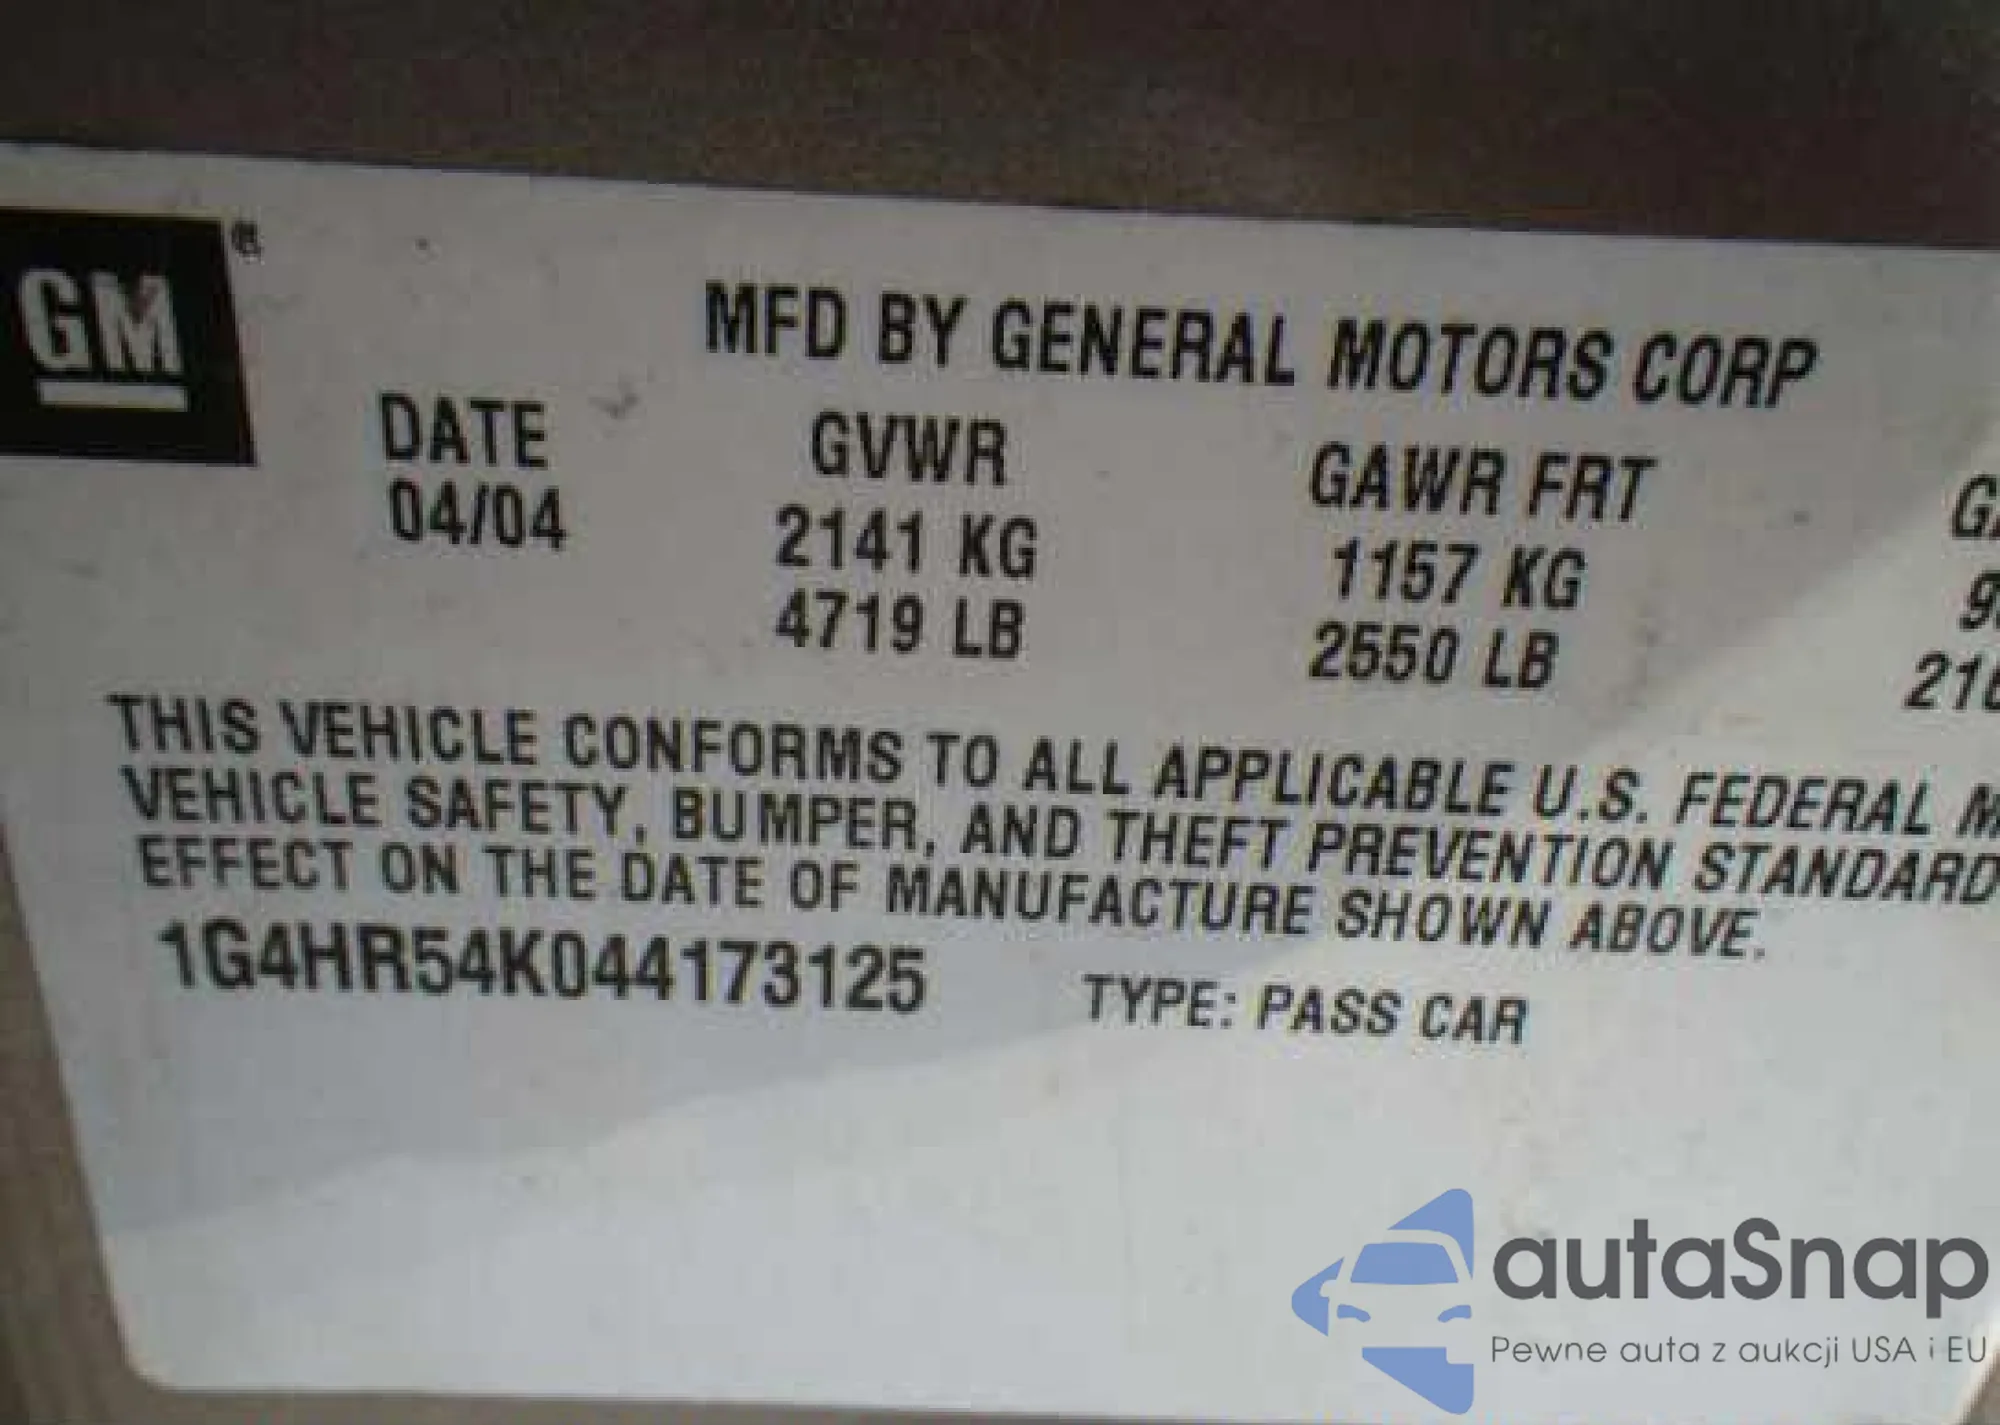 GM®
MFD BY GENERAL MOTORS CORP
DATE GVWR GAWR FRT
04/04 2141 KG 1157 KG
4719 LB 2550 LB
THIS VEHICLE CONFORMS TO ALL APPLICABLE U.S. FEDERAL M
VEHICLE SAFETY, BUMPER, AND THEFT PREVENTION STANDARD
EFFECT ON THE DATE OF MANUFACTURE SHOWN ABOVE.
1G4HR54K044173125 TYPE: PASS CAR
autaSnap
Pewne auta z aukcji USA i EU